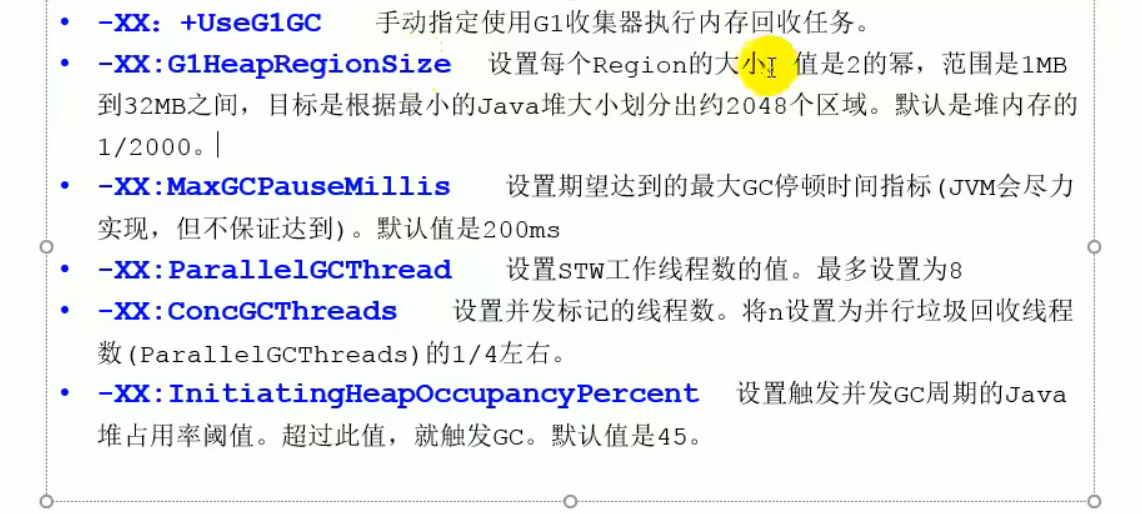 • -XX: +UseG1GC 手动指定使用G1收集器执行内存回收任务。
• -XX:G1HeapRegionSize 设置每个Region的大小。值是2的幂，范围是1MB
到32MB之间，目标是根据最小的Java堆大小划分出约2048个区域。默认是堆内存的
1/2000。
• -XX:MaxGCPauseMillis 设置期望达到的最大GC停顿时间指标(JVM会尽力
实现，但不保证达到)。默认值是200ms
• -XX:ParallelGCThread 设置STW工作线程数的值。最多设置为8
• -XX:ConcGCThreads 设置并发标记的线程数。将n设置为并行垃圾回收线程
数(ParallelGCThreads)的1/4左右。
• -XX:InitiatingHeapOccupancyPercent 设置触发并发GC周期的Java
堆占用率阈值。超过此值，就触发GC。默认值是45。